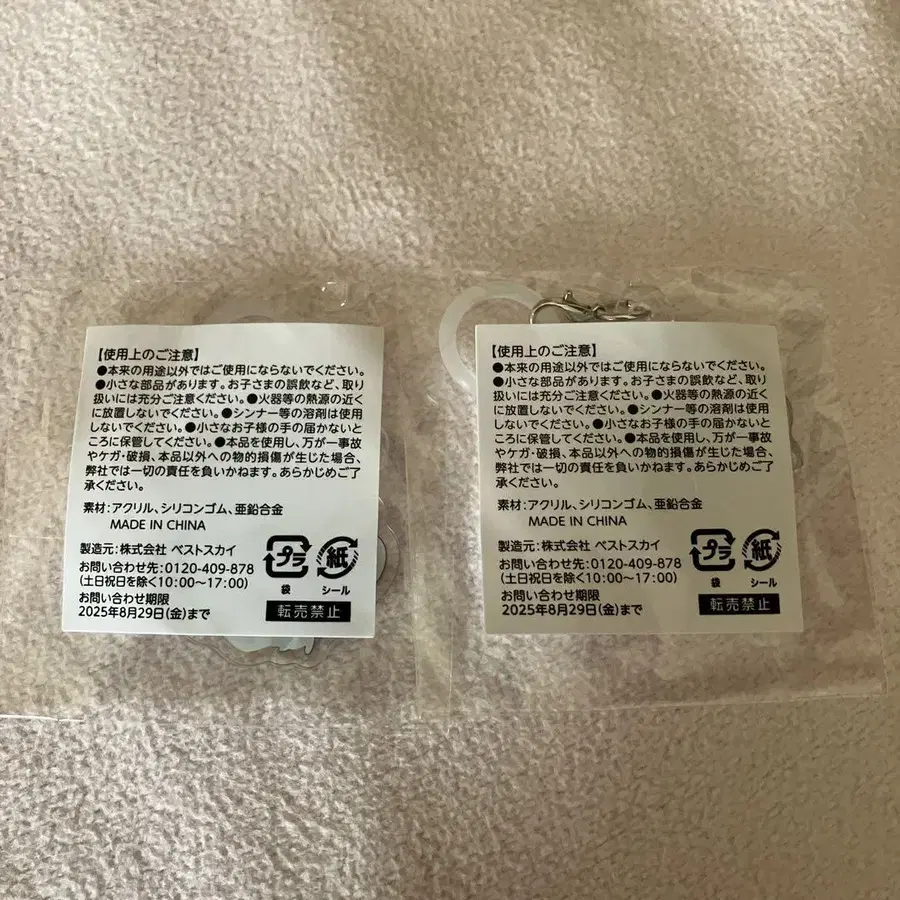 【使用上のご注意】
●本来の用途以外ではご使用にならないでください。
●小さな部品があります。お子さまの誤飲など、取り
扱いには充分ご注意ください。●火器等の熱源の近く
に放置しないでください。●シンナー等の溶剤は使用
しないでください。●小さなお子様の手の届かないと
ころに保管してください。●本品を使用し、万が一事故
やケガ・破損、本品以外への物的損傷が生じた場合、
弊社では一切の責任を負いかねます。あらかじめご了
承ください。
素材:アクリル、シリコンゴム、亜鉛合金
MADE IN CHINA
製造元:株式会社 ベストスカイ
お問い合わせ先:0120-409-878
(土日祝日を除く10:00〜17:00)
お問い合わせ期限
2025年8月29日(金)まで
プラ
袋
紙
シール
転売禁止
【使用上のご注意】
●本来の用途以外ではご使用にならないでください。
●小さな部品があります。お子さまの誤飲など、取り
扱いには充分ご注意ください。●火器等の熱源の近く
に放置しないでください。●シンナー等の溶剤は使用
しないでください。●小さなお子様の手の届かないと
ころに保管してください。●本品を使用し、万が一事故
やケガ・破損、本品以外への物的損傷が生じた場合、
弊社では一切の責任を負いかねます。あらかじめご了
承ください。
素材:アクリル、シリコンゴム、亜鉛合金
MADE IN CHINA
製造元:株式会社 ベストスカイ
お問い合わせ先:0120-409-878
(土日祝日を除く10:00〜17:00)
お問い合わせ期限
2025年8月29日(金)まで
プラ
袋
紙
シール
転売禁止